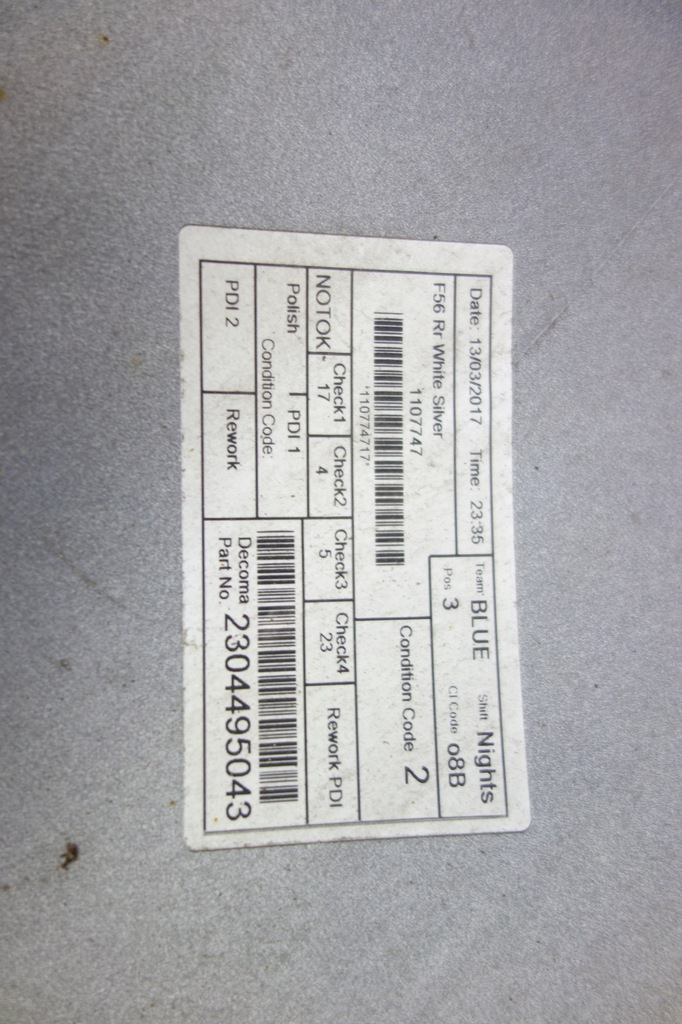 Date: 13/03/2017 Time: 23:35
Team BLUE Shift Nights
Pos 3 Cl Code o8B
F56 Rr White Silver
1107747
*110774717*
Condition Code 2
NOTOK
Check1
17
Check2
4
Check3
5
Check4
23
Rework PDI
Polish
PDI 1
Condition Code:
PDI 2
Rework
Decoma
Part No. 2304495043